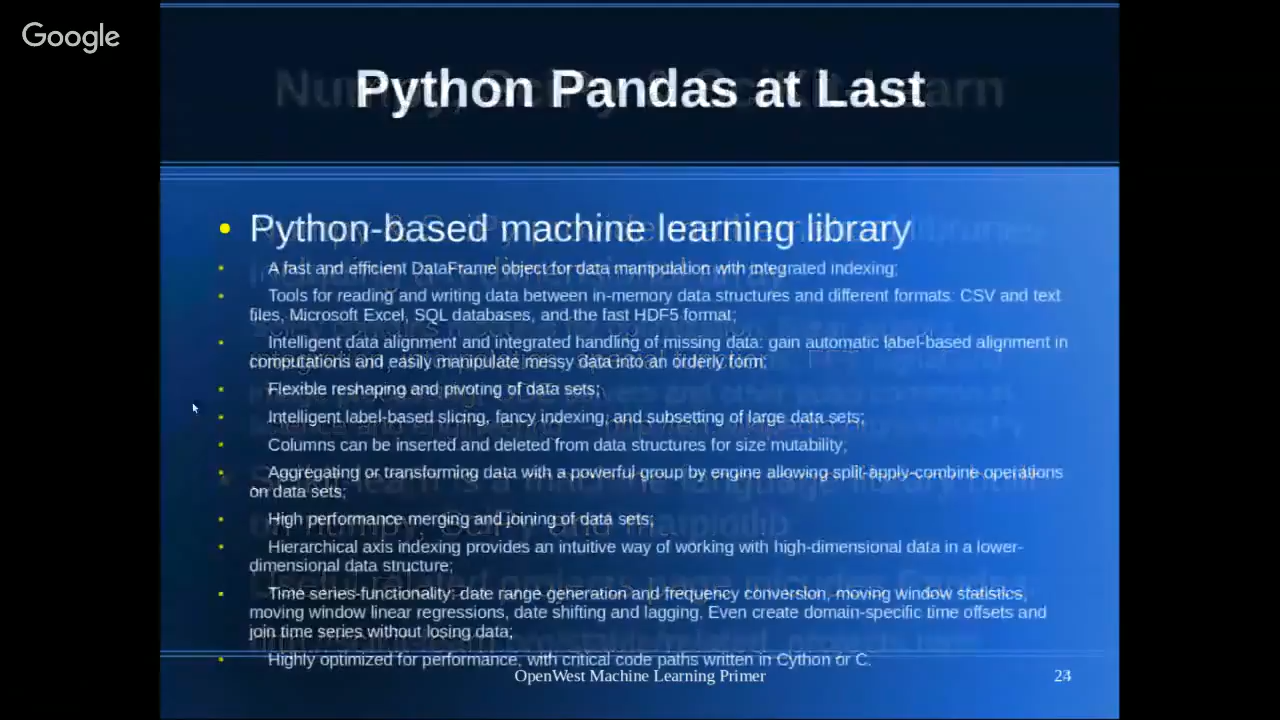 Google
Python Pandas at Last
Python-based machine learning library
A fast and efficient DataFrame object for data manipulation with integrated indexing;
Tools for reading and writing data between in-memory data structures and different formats: CSV and text
files, Microsoft Excel, SQL databases, and the fast HDF5 format;
Intelligent data alignment and integrated handling of missing data: gain automatic label-based alignment in
computations and easily manipulate messy data into an orderly form;
Flexible reshaping and pivoting of data sets;
Intelligent label-based slicing, fancy indexing, and subsetting of large data sets;
Columns can be inserted and deleted from data structures for size mutability;
Aggregating or transforming data with a powerful group by engine allowing split-apply-combine operations
on data sets;
High performance merging and joining of data sets;
Hierarchical axis indexing provides an intuitive way of working with high-dimensional data in a lower-
dimensional data structure;
Time series-functionality: date range generation and frequency conversion, moving window statistics,
moving window linear regressions, date shifting and lagging. Even create domain-specific time offsets and
join time series without losing data;
Highly optimized for performance, with critical code paths written in Cython or C.
OpenWest Machine Learning Primer